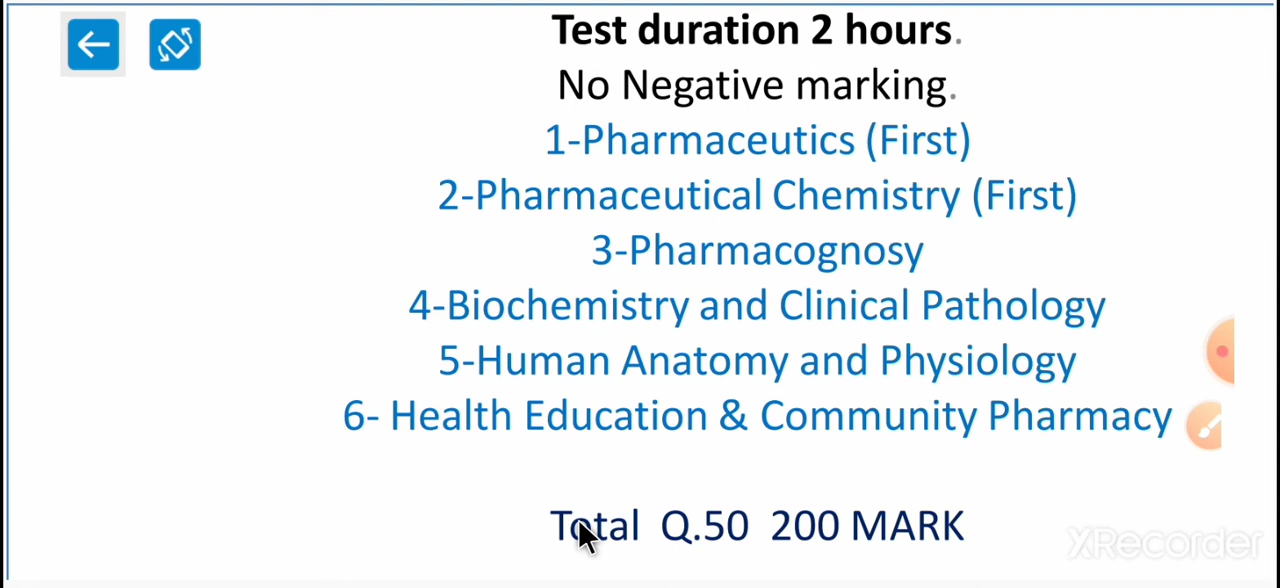 Test duration 2 hours.
No Negative marking.
1-Pharmaceutics (First)
2-Pharmaceutical Chemistry (First)
3-Pharmacognosy
4-Biochemistry and Clinical Pathology
5-Human Anatomy and Physiology
6- Health Education & Community Pharmacy
Total Q.50 200 MARK
XRecorder